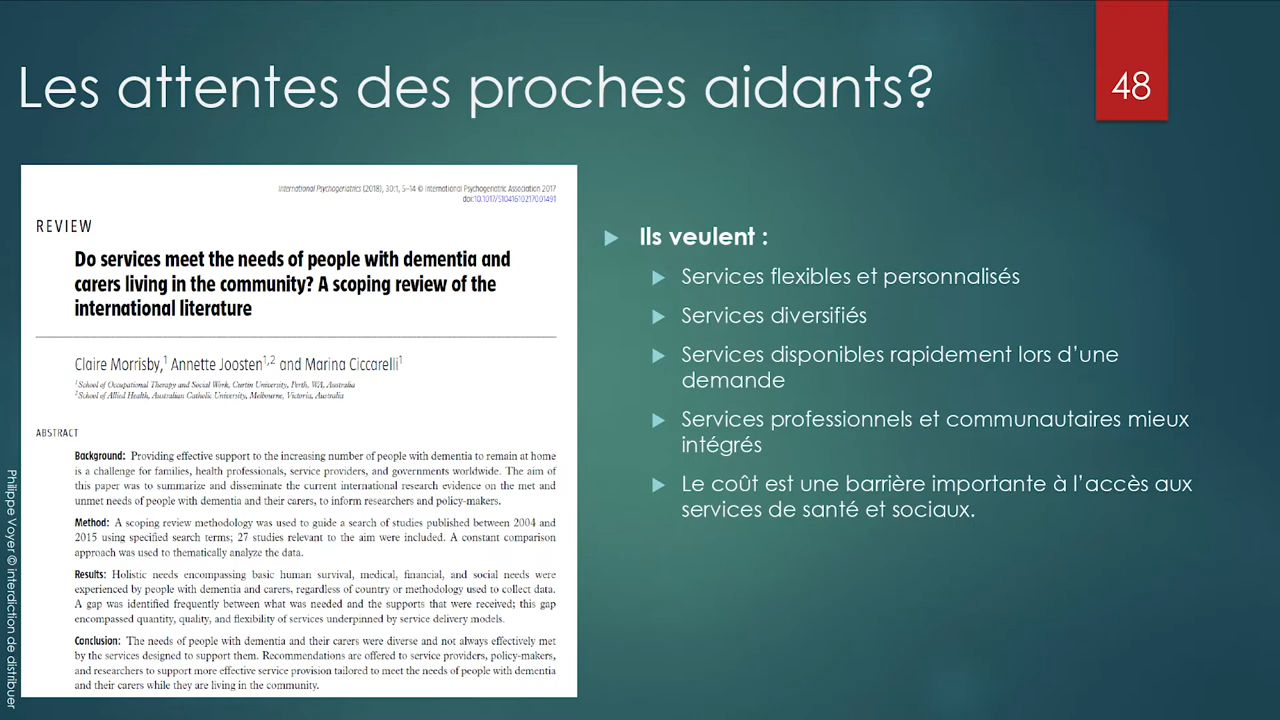 Les attentes des proches aidants?
48
International Psychogeriatrics (2018), 30:1, 5–14 © International Psychogeriatric Association 2017
doi:10.1017/S1041610217001491
REVIEW
Do services meet the needs of people with dementia and
carers living in the community? A scoping review of the
international literature
Claire Morrisby,1 Annette Joosten1,2 and Marina Ciccarelli1
1School of Occupational Therapy and Social Work, Curtin University, Perth, WA, Australia
2School of Allied Health, Australian Catholic University, Melbourne, Victoria, Australia
ABSTRACT
Background: Providing effective support to the increasing number of people with dementia to remain at home
is a challenge for families, health professionals, service providers, and governments worldwide. The aim of
this paper was to summarize and disseminate the current international research evidence on the met and
unmet needs of people with dementia and their carers, to inform researchers and policy-makers.
Method: A scoping review methodology was used to guide a search of studies published between 2004 and
2015 using specified search terms; 27 studies relevant to the aim were included. A constant comparison
approach was used to thematically analyze the data.
Results: Holistic needs encompassing basic human survival, medical, financial, and social needs were
experienced by people with dementia and carers, regardless of country or methodology used to collect data.
A gap was identified frequently between what was needed and the supports that were received; this gap
encompassed quantity, quality, and flexibility of services underpinned by service delivery models.
Conclusion: The needs of people with dementia and their carers were diverse and not always effectively met
by the services designed to support them. Recommendations are offered to service providers, policy-makers,
and researchers to support more effective service provision tailored to meet the needs of people with dementia
and their carers while they are living in the community.
Ils veulent :
Services flexibles et personnalisés
Services diversifiés
Services disponibles rapidement lors d'une
demande
Services professionnels et communautaires mieux
intégrés
Le coût est une barrière importante à l'accès aux
services de santé et sociaux.
Philippe Voyer © interdiction de distribuer